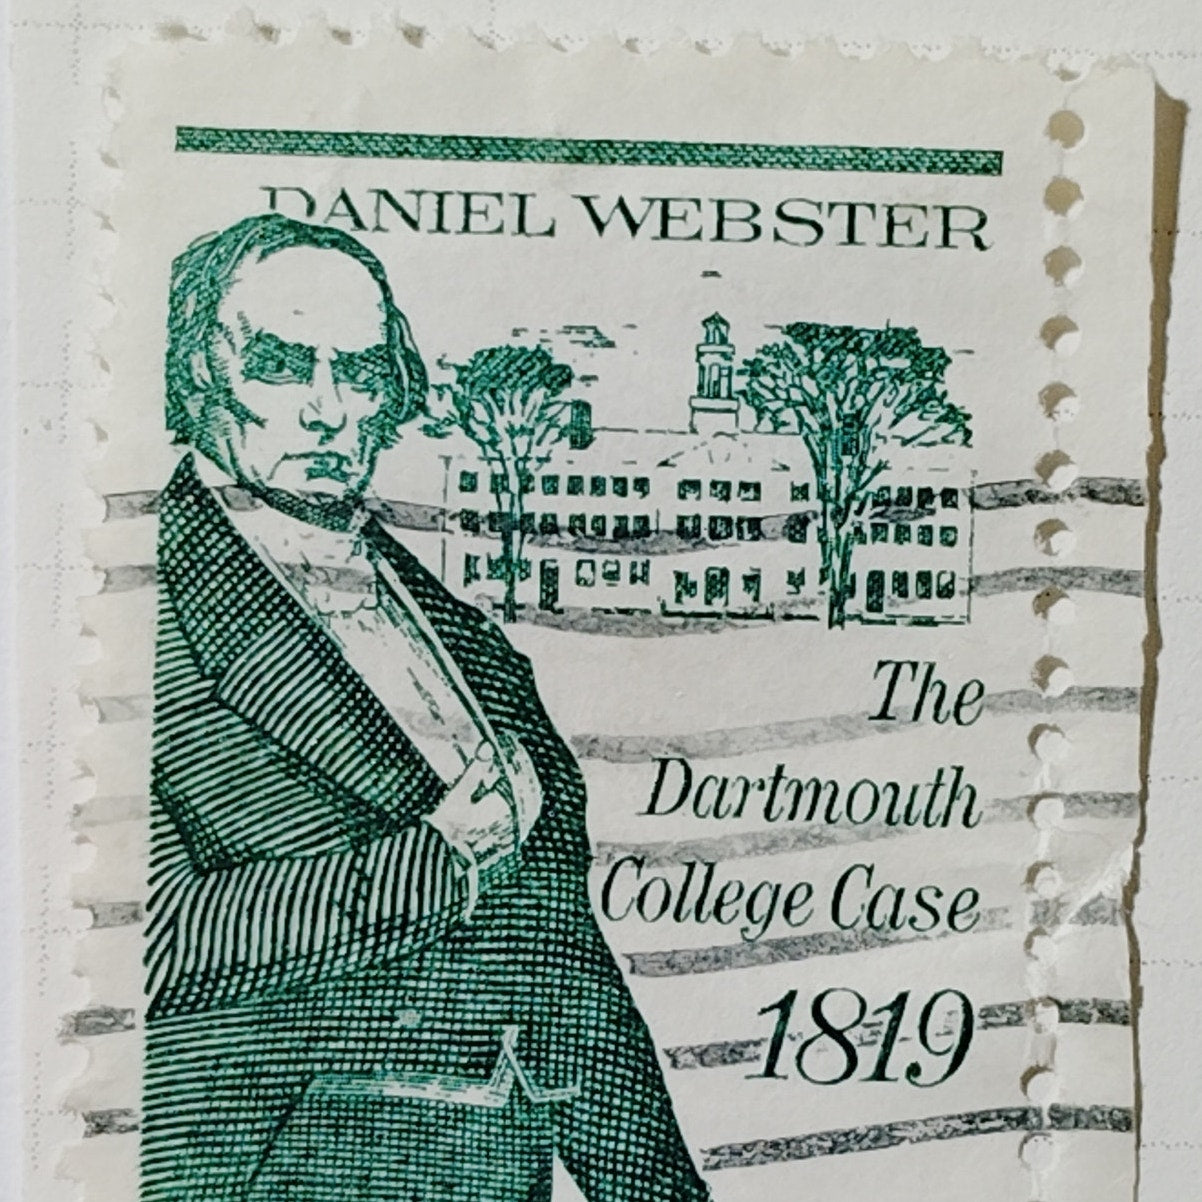 DANIEL WEBSTER
The
Dartmouth
College Case
1819